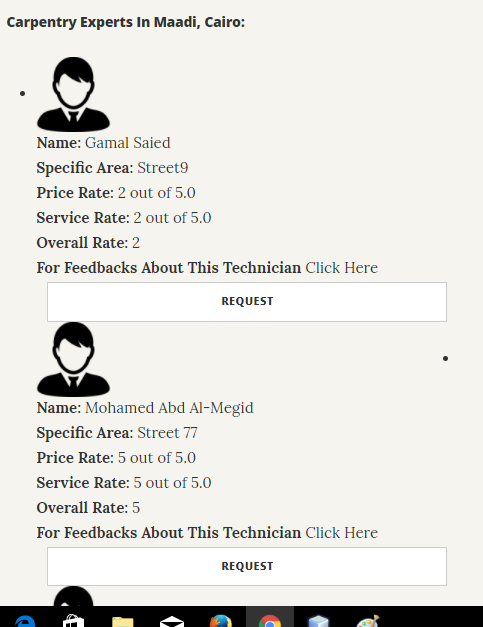 Carpentry Experts In Maadi, Cairo:
Name: Gamal Saied
Specific Area: Street9
Price Rate: 2 out of 5.0
Service Rate: 2 out of 5.0
Overall Rate: 2
For Feedbacks About This Technician Click Here
REQUEST
Name: Mohamed Abd Al-Megid
Specific Area: Street 77
Price Rate: 5 out of 5.0
Service Rate: 5 out of 5.0
Overall Rate: 5
For Feedbacks About This Technician Click Here
REQUEST